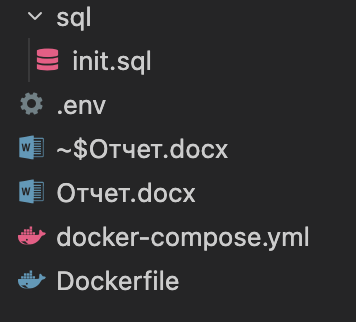 sql
init.sql
.env
~$Отчет.docx
Отчет.docx
docker-compose.yml
Dockerfile